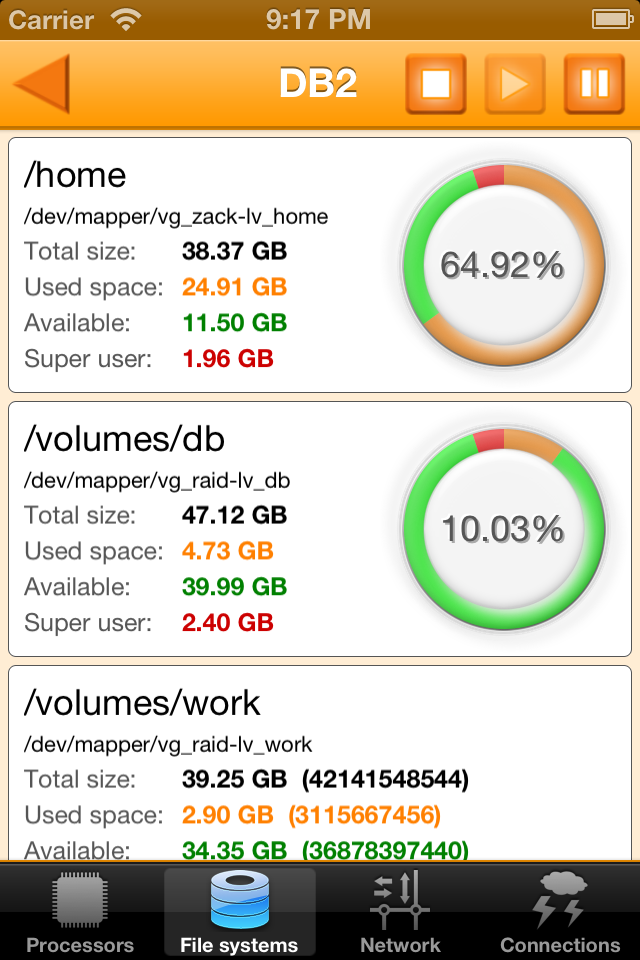 Carrier 9:17 PM
DB2
/home
/dev/mapper/vg_zack-lv_home
Total size: 38.37 GB
Used space: 24.91 GB
Available: 11.50 GB
Super user: 1.96 GB
64.92%
/volumes/db
/dev/mapper/vg_raid-lv_db
Total size: 47.12 GB
Used space: 4.73 GB
Available: 39.99 GB
Super user: 2.40 GB
10.03%
/volumes/work
/dev/mapper/vg_raid-lv_work
Total size: 39.25 GB (42141548544)
Used space: 2.90 GB (3115667456)
Available: 34.35 GB (36878397440)
Processors File systems Network Connections